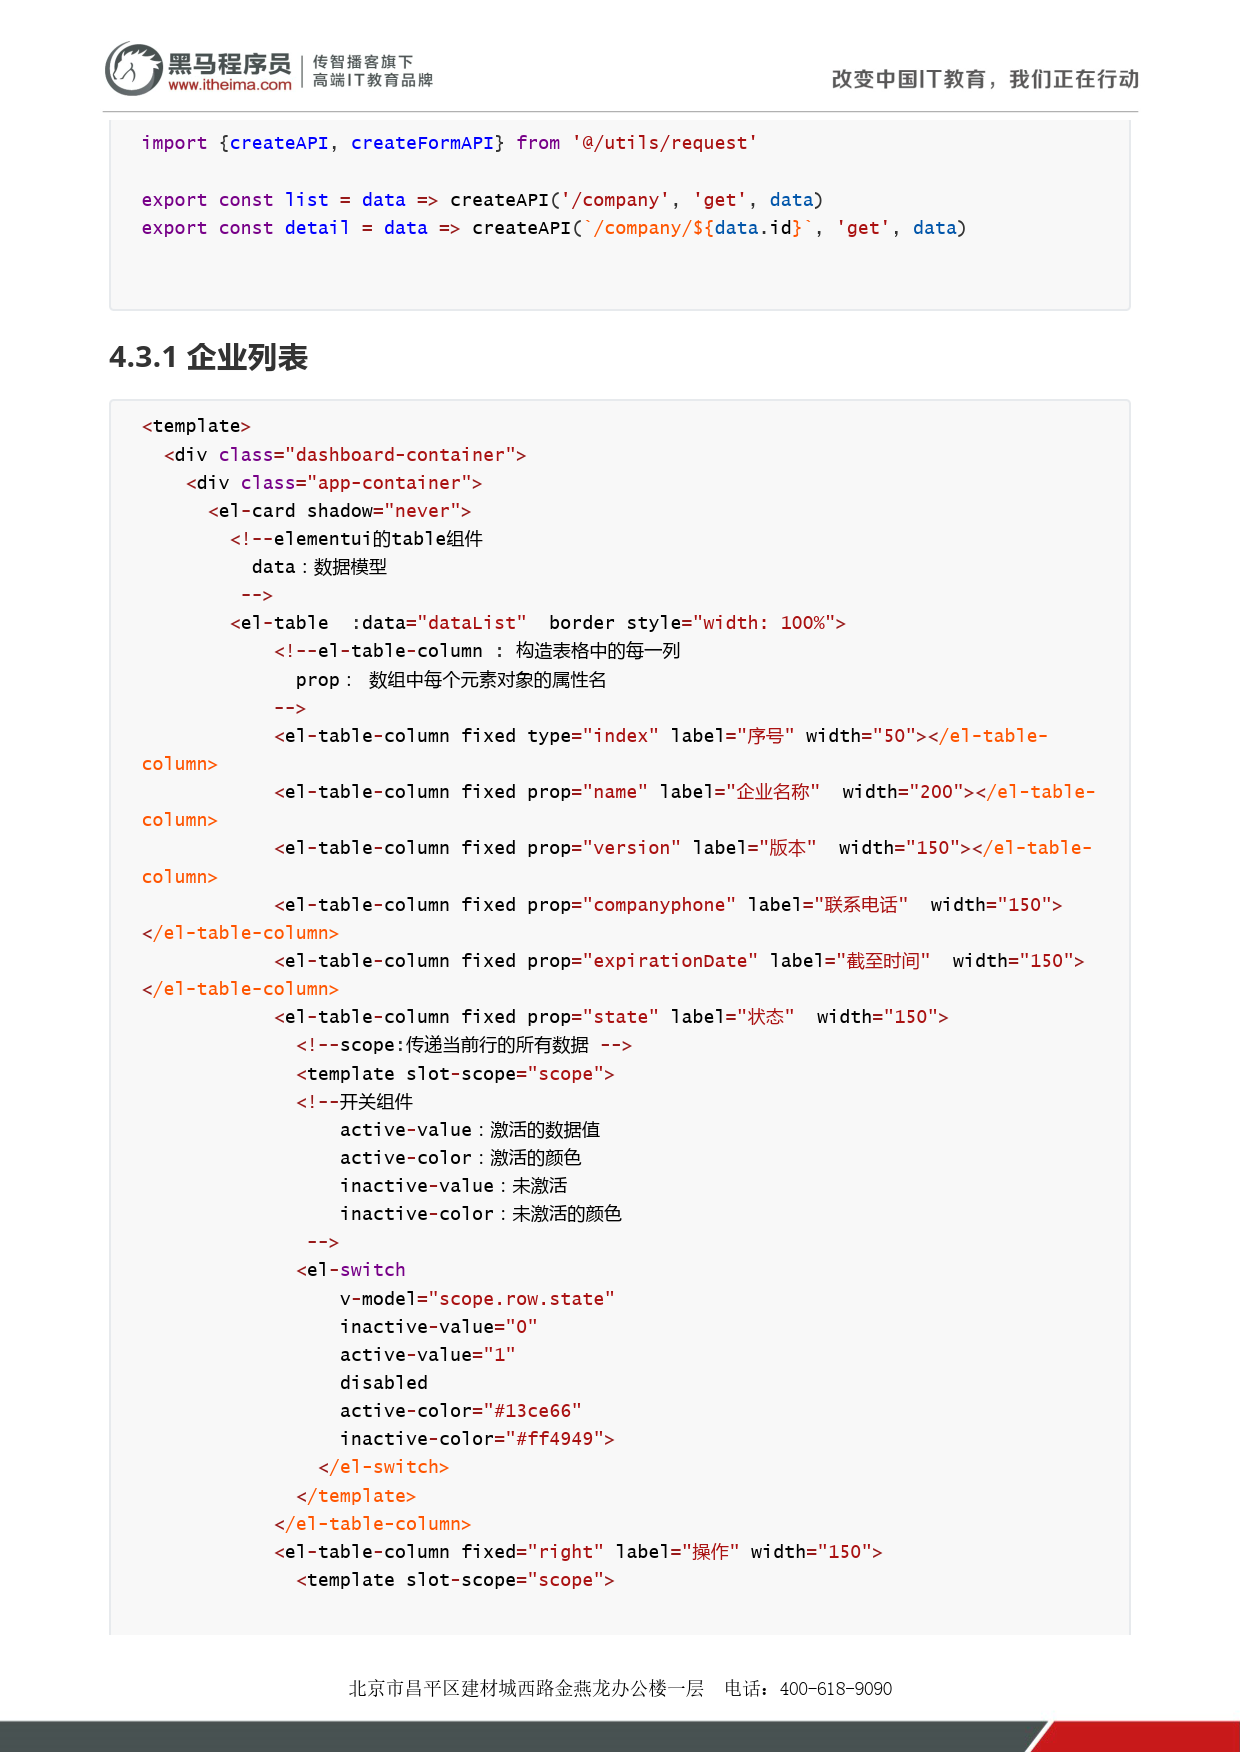 黑马程序员
www.itheima.com
传智播客旗下
高端IT教育品牌
改变中国IT教育，我们正在行动
import {createAPI, createFormAPI} from '@/utils/request'
export const list = data => createAPI('/company', 'get', data)
export const detail = data => createAPI(`/company/${data.id}`, 'get', data)
4.3.1 企业列表
<template>
  <div class="dashboard-container">
    <div class="app-container">
      <el-card shadow="never">
        <!--elementui的table组件
          data：数据模型
         -->
        <el-table  :data="dataList"  border style="width: 100%">
            <!--el-table-column : 构造表格中的每一列
              prop： 数组中每个元素对象的属性名
            -->
            <el-table-column fixed type="index" label="序号" width="50"></el-table-
column>
            <el-table-column fixed prop="name" label="企业名称"  width="200"></el-table-
column>
            <el-table-column fixed prop="version" label="版本"  width="150"></el-table-
column>
            <el-table-column fixed prop="companyphone" label="联系电话"  width="150">
</el-table-column>
            <el-table-column fixed prop="expirationDate" label="截至时间"  width="150">
</el-table-column>
            <el-table-column fixed prop="state" label="状态"  width="150">
              <!--scope:传递当前行的所有数据 -->
              <template slot-scope="scope">
              <!--开关组件
                  active-value：激活的数据值
                  active-color：激活的颜色
                  inactive-value：未激活
                  inactive-color：未激活的颜色
               -->
              <el-switch
                  v-model="scope.row.state"
                  inactive-value="0"
                  active-value="1"
                  disabled
                  active-color="#13ce66"
                  inactive-color="#ff4949">
                </el-switch>
              </template>
            </el-table-column>
            <el-table-column fixed="right" label="操作" width="150">
              <template slot-scope="scope">
北京市昌平区建材城西路金燕龙办公楼一层　电话：400-618-9090